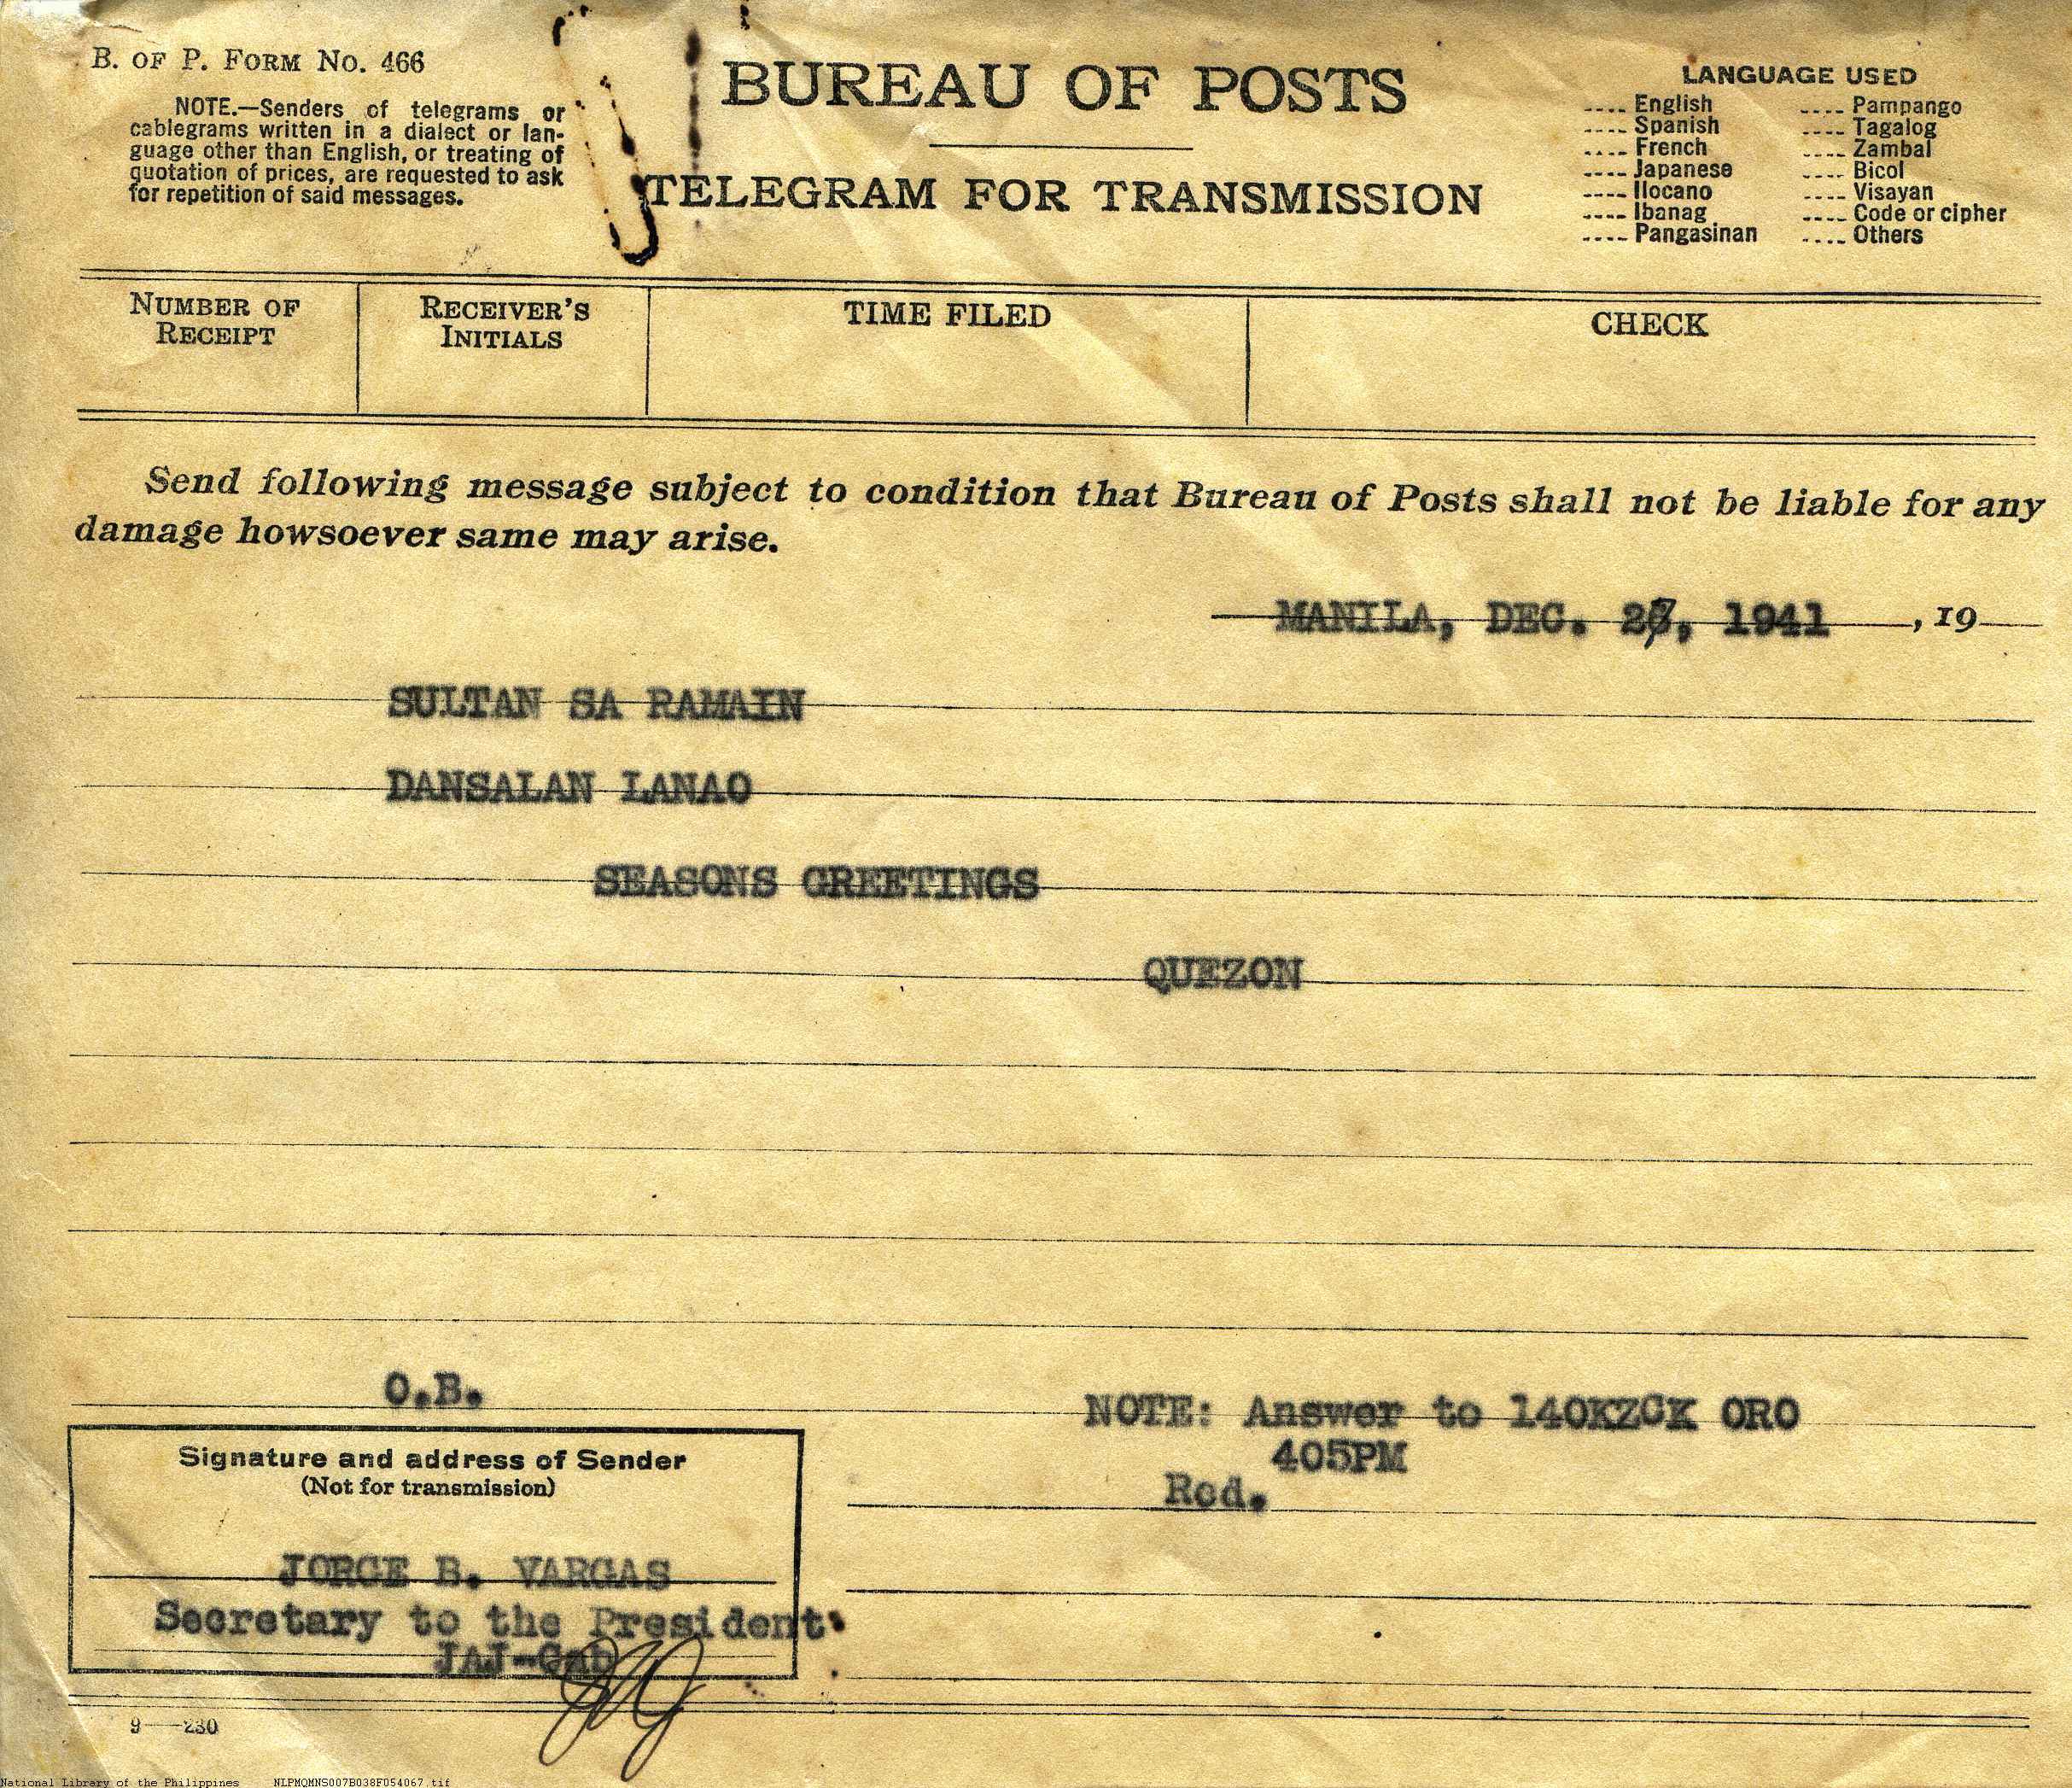 B. OF P. FORM NO. 466
NOTE.—Senders of telegrams or
cablegrams written in a dialect or lan-
guage other than English, or treating of
quotation of prices, are requested to ask
for repetition of said messages.
BUREAU OF POSTS
TELEGRAM FOR TRANSMISSION
LANGUAGE USED
---- English ---- Pampango
---- Spanish ---- Tagalog
---- French ---- Zambal
---- Japanese ---- Bicol
---- Ilocano ---- Visayan
---- Ibanag ---- Code or cipher
---- Pangasinan ---- Others
NUMBER OF
RECEIPT
RECEIVER'S
INITIALS
TIME FILED
CHECK
Send following message subject to condition that Bureau of Posts shall not be liable for any
damage howsoever same may arise.
MANILA, DEC. 27, 1941 , 19
SULTAN SA RAMAIN
DANSALAN LANAO
SEASONS GREETINGS
QUEZON
O.B.
NOTE: Answer to 140KZGK ORO
405PM
Rod.
Signature and address of Sender
(Not for transmission)
JORGE B. VARGAS
Secretary to the President
JAJ-Gab
9—230
National Library of the Philippines NLPMQMNS007B038F054067.tif